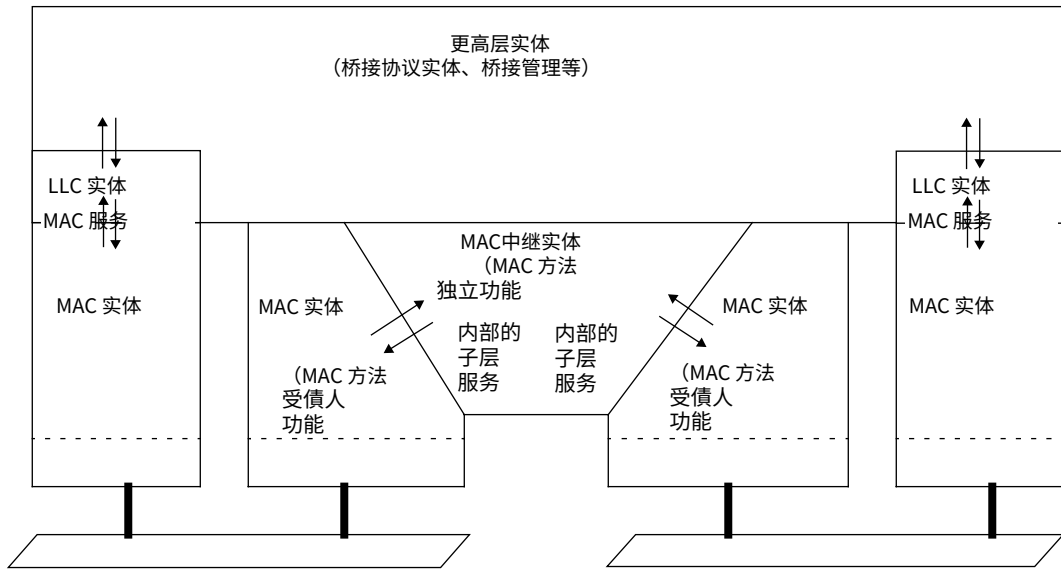 更高层实体
（桥接协议实体、桥接管理等）
LLC 实体
MAC 服务
MAC 实体
MAC 实体
（MAC 方法
受債人
功能
MAC中继实体
（MAC 方法
独立功能
内部的
子层
服务
内部的
子层
服务
MAC 实体
（MAC 方法
受債人
功能
LLC 实体
MAC 服务
MAC 实体